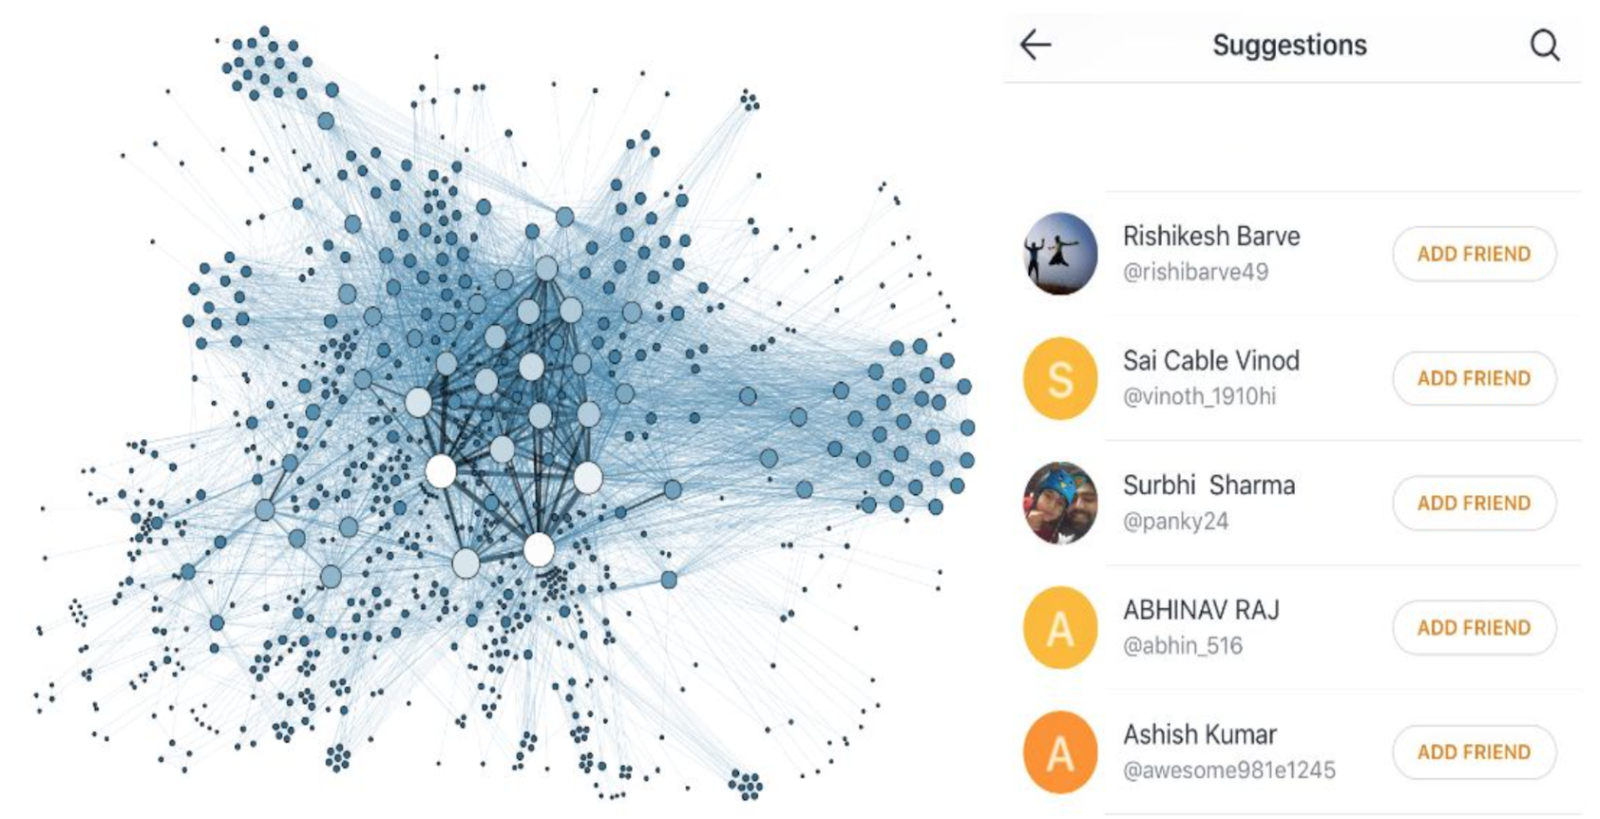 Suggestions
Rishikesh Barve
@rishibarve49
ADD FRIEND
S
Sai Cable Vinod
@vinoth_1910hi
ADD FRIEND
Surbhi  Sharma
@panky24
ADD FRIEND
A
ABHINAV RAJ
@abhin_516
ADD FRIEND
A
Ashish Kumar
@awesome981e1245
ADD FRIEND